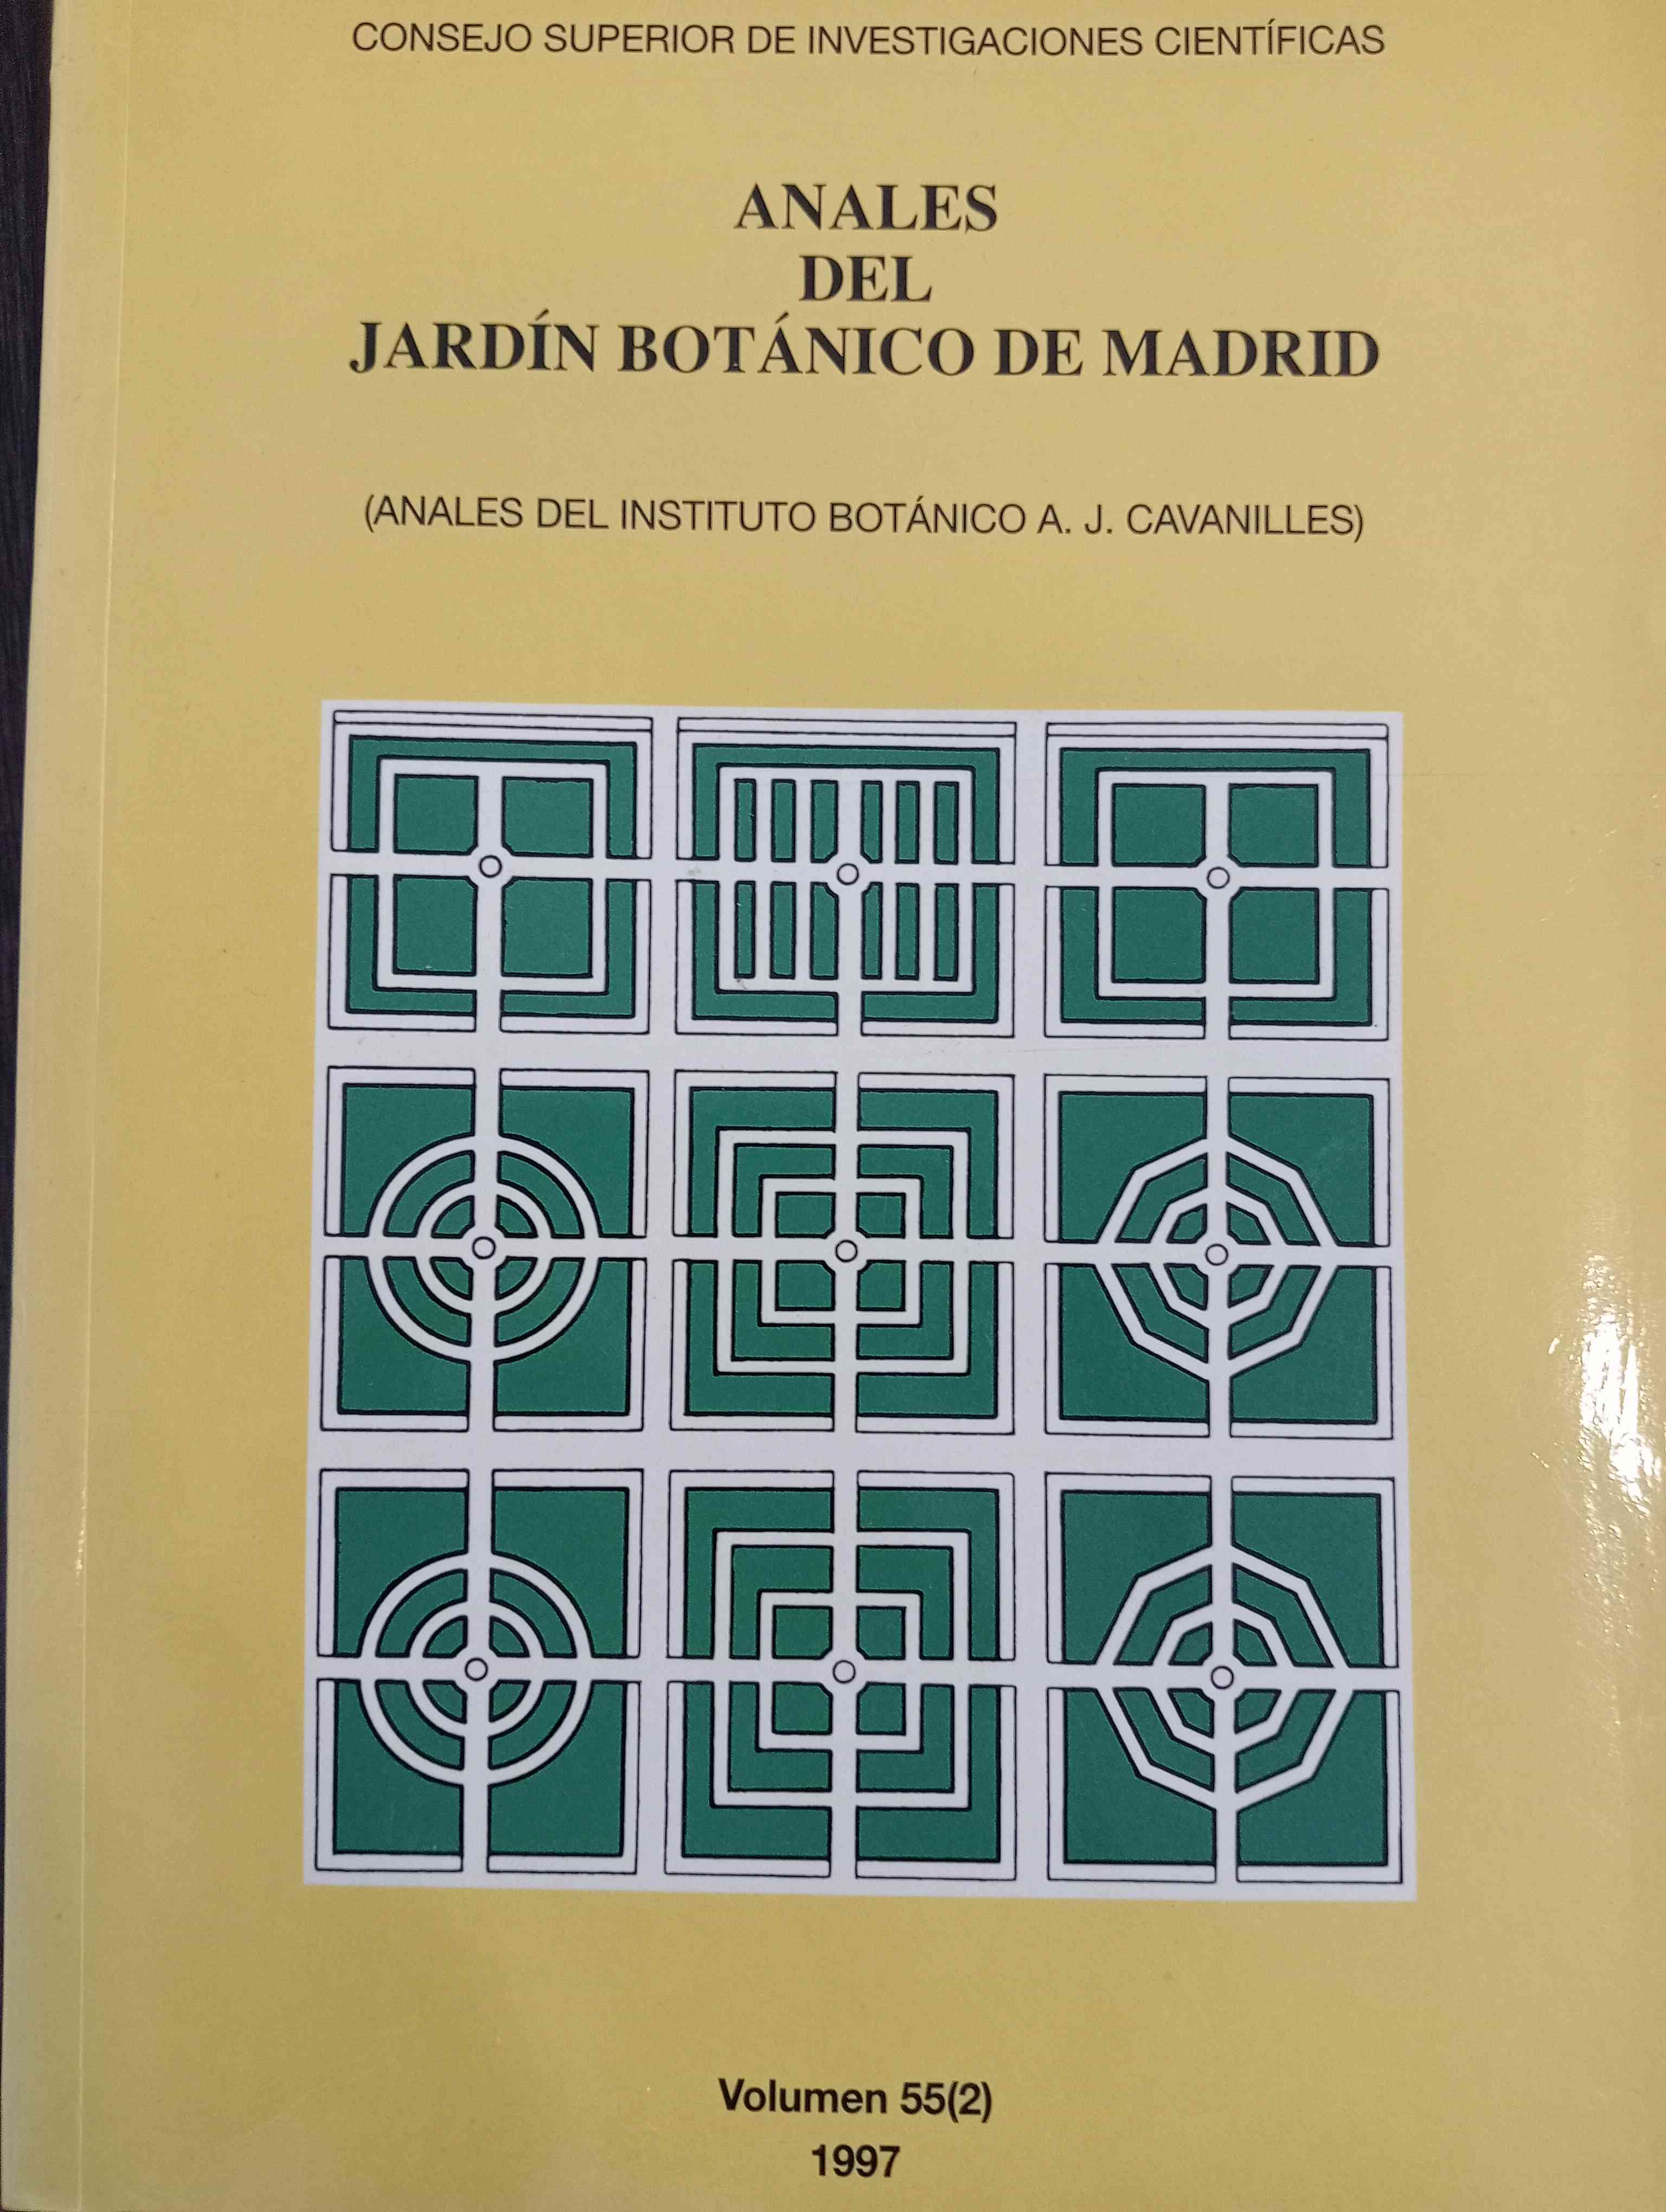 CONSEJO SUPERIOR DE INVESTIGACIONES CIENTÍFICAS
ANALES
DEL
JARDÍN BOTÁNICO DE MADRID
(ANALES DEL INSTITUTO BOTÁNICO A. J. CAVANILLES)
Volumen 55(2)
1997